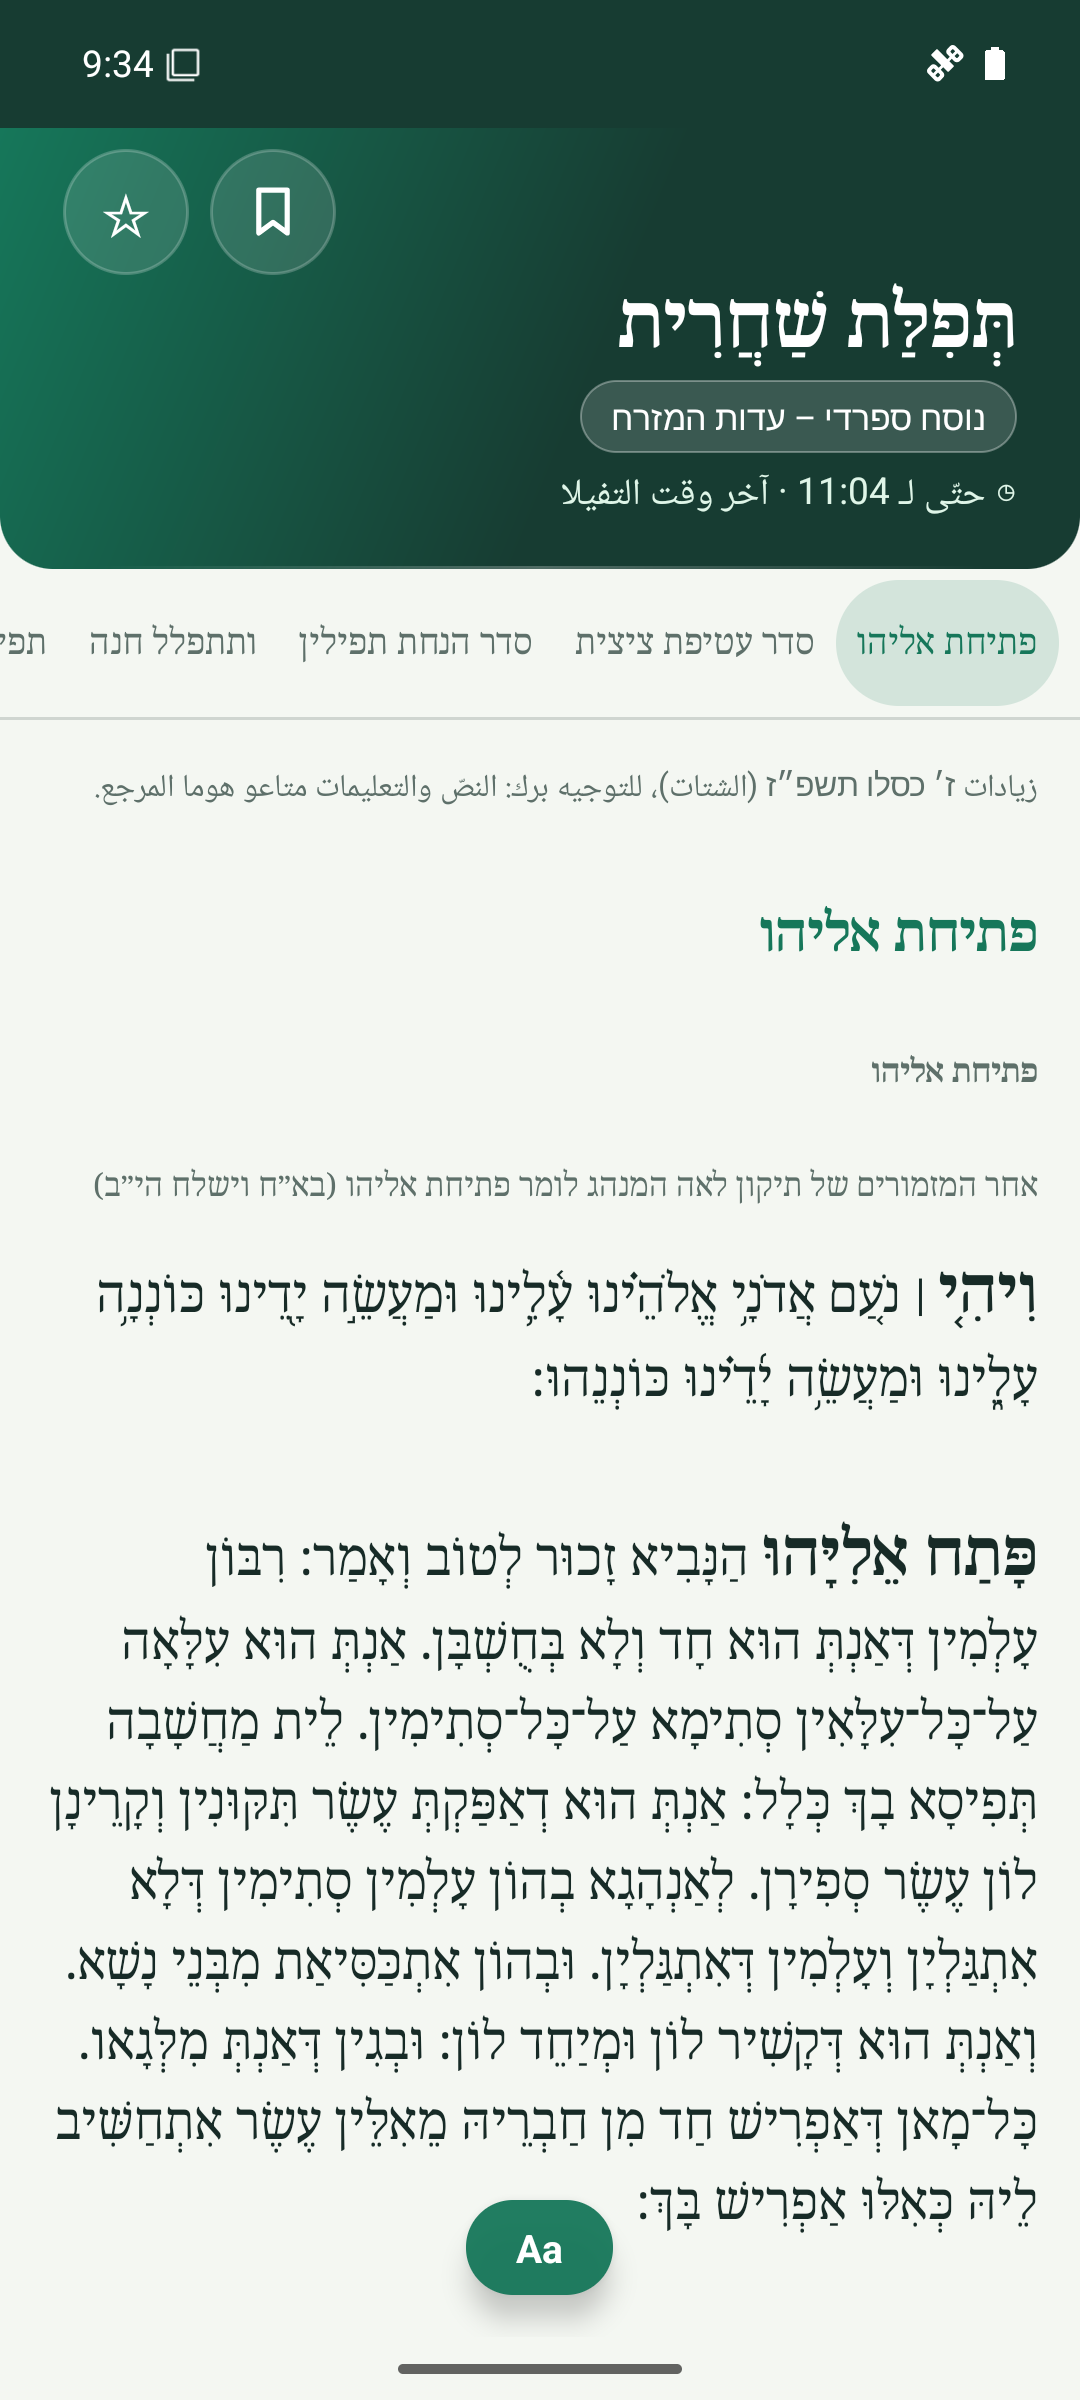 9:34
תְּפִלַּת שַׁחֲרִית
נוסח ספרדי – עדות המזרח
حتّى لـ 11:04 · آخر وقت التفيلا
פתיחת אליהו סדר עטיפת ציצית סדר הנחת תפילין ותתפלל חנה תפי
زيادات ז׳ כסלו תשפ״ז (الشتات)، للتوجيه برك: النصّ والتعليمات متاعو هوما المرجع.
פתיחת אליהו
פתיחת אליהו
אחר המזמורים של תיקון לאה המנהג לומר פתיחת אליהו (בא״ח וישלח הי״ב)
וִיהִ֤י ׀ נֹ֤עַם אֲדֹנָ֥י אֱלֹהֵ֗ינוּ עָ֫לֵ֥ינוּ וּמַעֲשֵׂ֣ה יָ֭דֵינוּ כּוֹנְנָ֥ה
עָלֵ֑ינוּ וּמַעֲשֵׂ֥ה יָ֝דֵ֗ינוּ כּוֹנְנֵֽהוּ׃
פָּתַח אֵלִיָּהוּ הַנָּבִיא זָכוּר לְטוֹב וְאָמַר: רִבּוֹן
עָלְמִין דְּאַנְתְּ הוּא חָד וְלָא בְּחֻשְׁבָּן. אַנְתְּ הוּא עִלָּאָה
עַל־כָּל־עִלָּאִין סְתִימָא עַל־כָּל־סְתִימִין. לֵית מַחֲשָׁבָה
תְּפִיסָא בָךְ כְּלָל: אַנְתְּ הוּא דְאַפַּקְתְּ עֶשֶׂר תִּקּוּנִין וְקָרֵינָן
לוֹן עֶשֶׂר סְפִירָן. לְאַנְהָגָא בְהוֹן עָלְמִין סְתִימִין דְּלָא
אִתְגַּלְיָן וְעָלְמִין דְּאִתְגַּלְיָן. וּבְהוֹן אִתְכַּסִּיאַת מִבְּנֵי נָשָׁא.
וְאַנְתְּ הוּא דְּקָשִׁיר לוֹן וּמְיַחֵד לוֹן: וּבְגִין דְּאַנְתְּ מִלְּגָאו.
כָּל־מָאן דְּאַפְרִישׁ חַד מִן חַבְרֵיהּ מֵאִלֵּין עֶשֶׂר אִתְחַשִּׁיב
לֵיהּ כְּאִלּוּ אַפְרִישׁ בָּךְ:
Aa